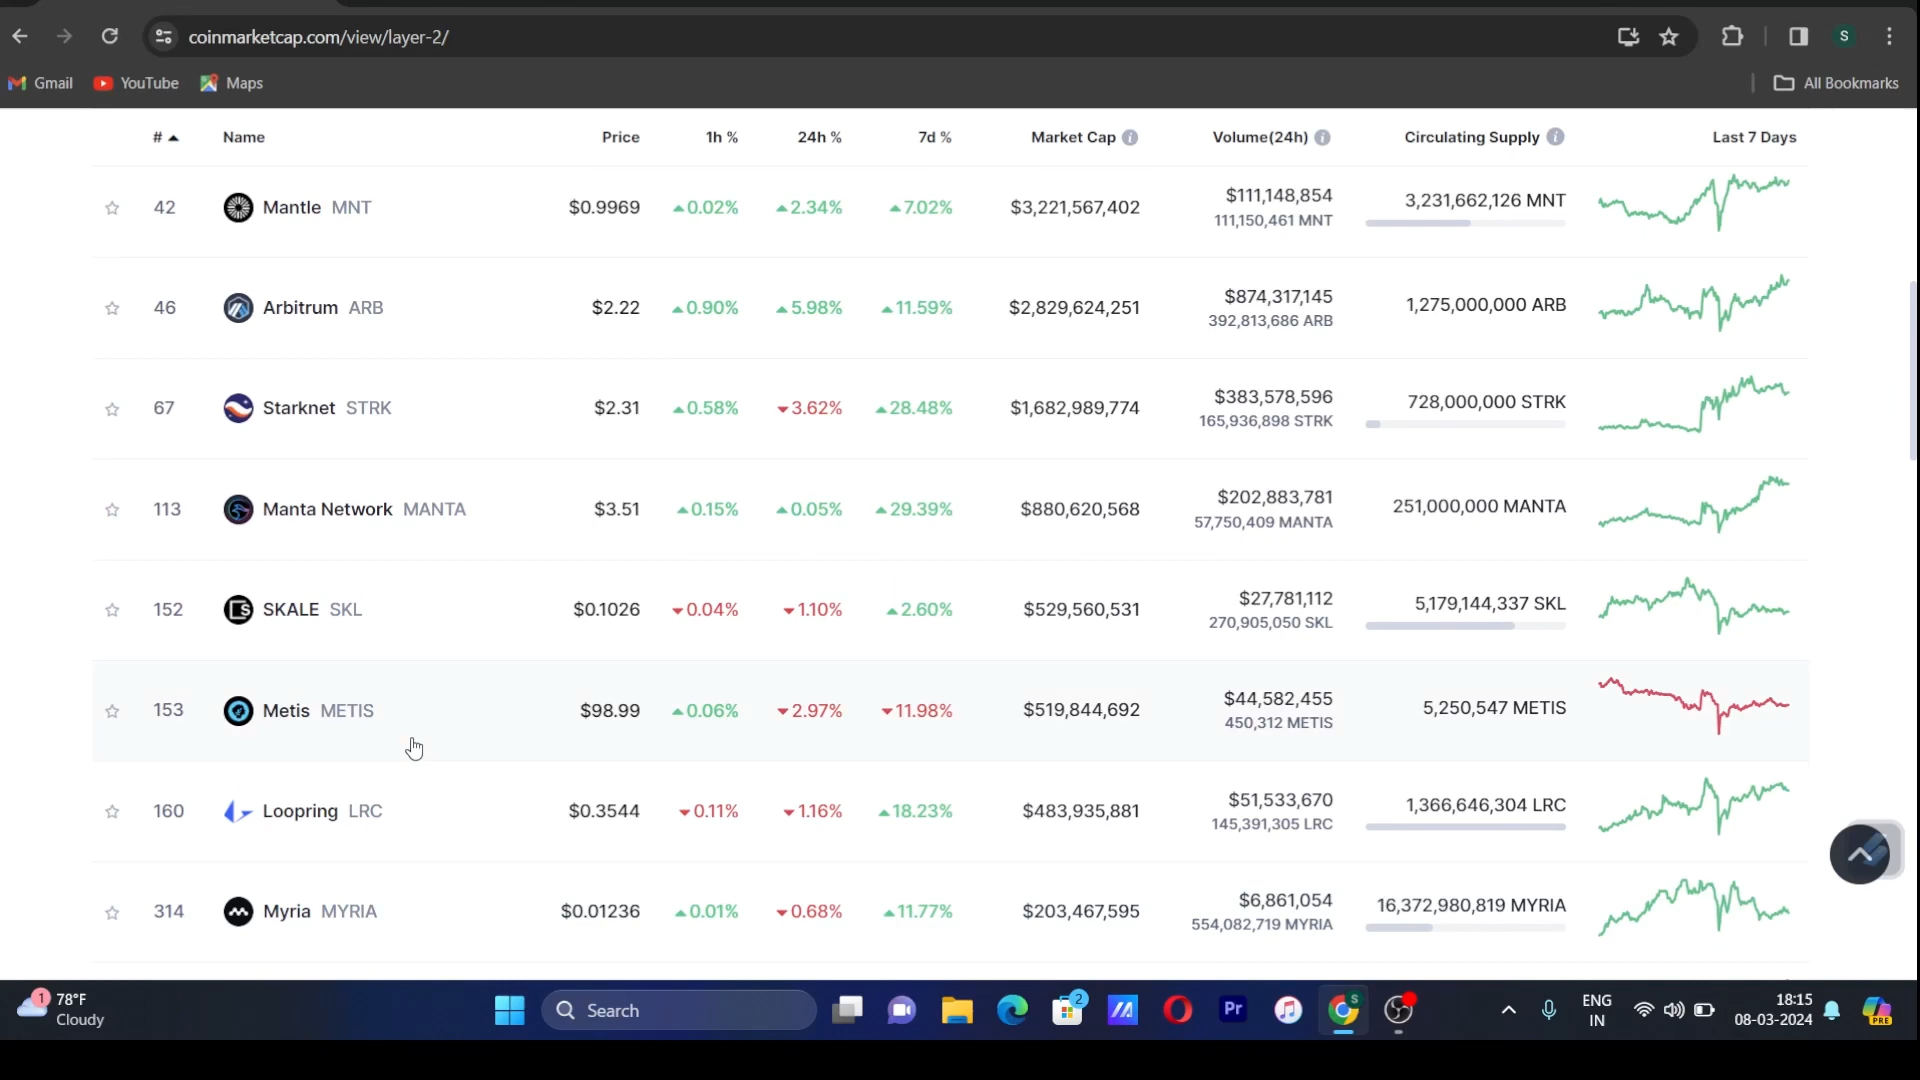 coinmarketcap.com/view/layer-2/
S
Gmail YouTube Maps All Bookmarks
# Name Price 1h % 24h % 7d % Market Cap Volume(24h) Circulating Supply Last 7 Days
42 Mantle MNT $0.9969 0.02% 2.34% 7.02% $3,221,567,402 $111,148,854 3,231,662,126 MNT
111,150,461 MNT
46 Arbitrum ARB $2.22 0.90% 5.98% 11.59% $2,829,624,251 $874,317,145 1,275,000,000 ARB
392,813,686 ARB
67 Starknet STRK $2.31 0.58% 3.62% 28.48% $1,682,989,774 $383,578,596 728,000,000 STRK
165,936,898 STRK
113 Manta Network MANTA $3.51 0.15% 0.05% 29.39% $880,620,568 $202,883,781 251,000,000 MANTA
57,750,409 MANTA
152 SKALE SKL $0.1026 0.04% 1.10% 2.60% $529,560,531 $27,781,112 5,179,144,337 SKL
270,905,050 SKL
153 Metis METIS $98.99 0.06% 2.97% 11.98% $519,844,692 $44,582,455 5,250,547 METIS
450,312 METIS
160 Loopring LRC $0.3544 0.11% 1.16% 18.23% $483,935,881 $51,533,670 1,366,646,304 LRC
145,391,305 LRC
314 Myria MYRIA $0.01236 0.01% 0.68% 11.77% $203,467,595 $6,861,054 16,372,980,819 MYRIA
554,082,719 MYRIA
1 78°F
Cloudy
Search
2
Pr
S
ENG
IN
18:15
08-03-2024
PRE